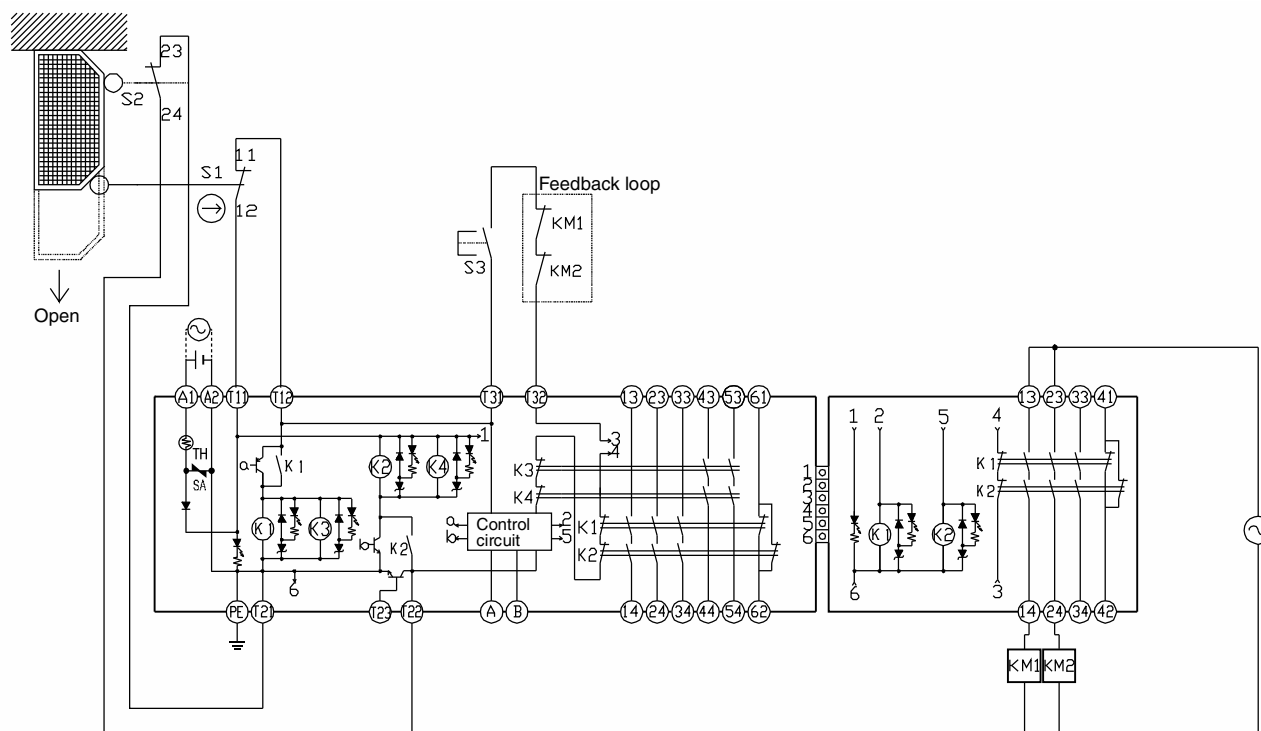 23
S2
24
11
S1
12
Open
Feedback loop
KM1
S3
KM2
A1 A2 T11 T12 T31 T32 13 23 33 43 53 61
13 23 33 41
1
3
4
1 2 5 4
TH
SA
a
K1
K2
K4
K3
K4
K1
K2
1
2
3
4
5
6
K1
K3
b
K2
a
b
Control
circuit
2
5
K1
K2
K1
K2
6
6
3
PE T21 T23 T22 A B 14 24 34 44 54 62
14 24 34 42
KM1 KM2